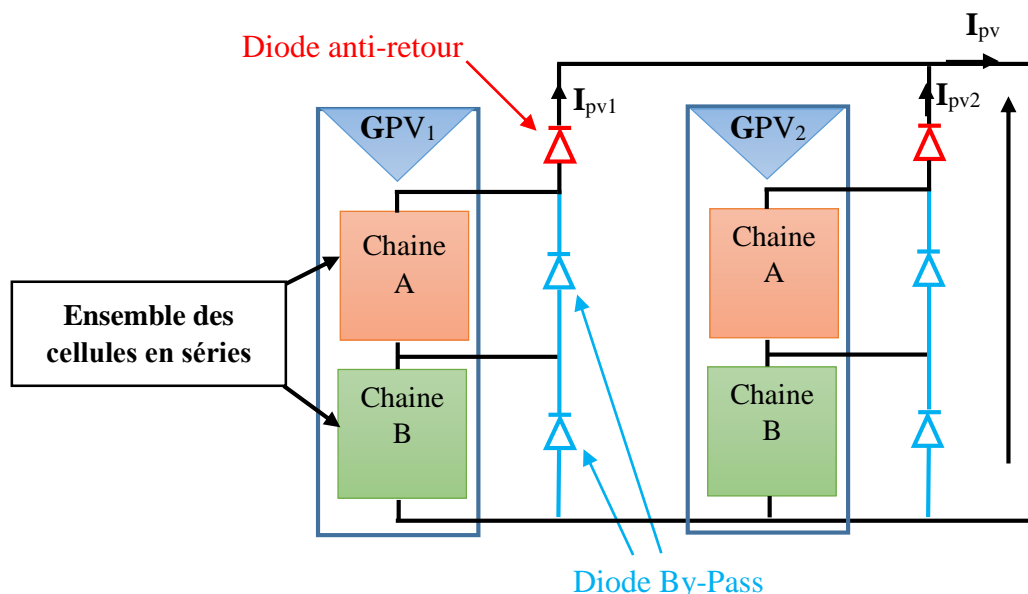 Diode anti-retour
Ipv
Ipv1
Ipv2
GPV1
GPV2
Chaine
A
Chaine
A
Ensemble des
cellules en séries
Chaine
B
Chaine
B
Diode By-Pass